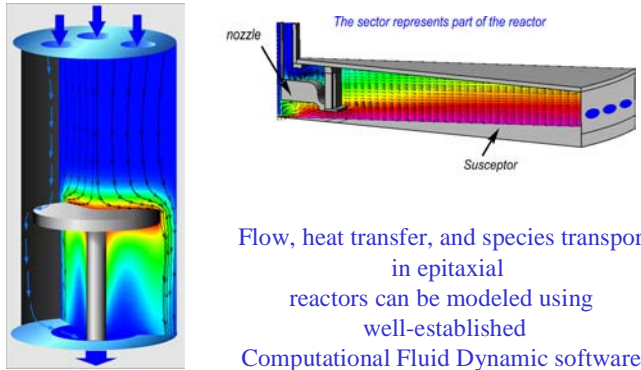 The sector represents part of the reactor
nozzle
Susceptor
Flow, heat transfer, and species transpor
in epitaxial
reactors can be modeled using
well-established
Computational Fluid Dynamic software